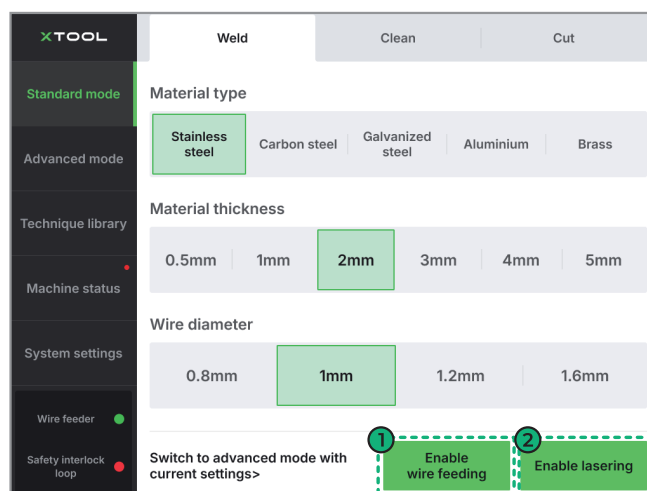 XTOOL
Weld
Clean
Cut
Standard mode
Advanced mode
Technique library
Machine status
System settings
Wire feeder
Safety interlock
loop
Material type
Stainless
steel
Carbon steel
Galvanized
steel
Aluminium
Brass
Material thickness
0.5mm
1mm
2mm
3mm
4mm
5mm
Wire diameter
0.8mm
1mm
1.2mm
1.6mm
Switch to advanced mode with
current settings>
1
Enable
wire feeding
2
Enable lasering